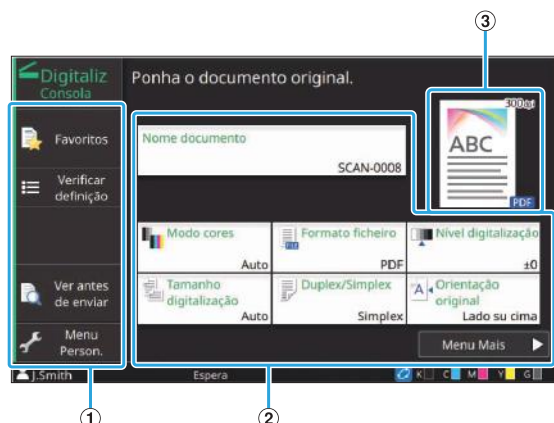 ③
Digitaliz
Consola
Ponha o documento original.
300dpi
ABC
PDF
Favoritos
Verificar
definição
Ver antes
de enviar
Menu
Person.
Nome documento
SCAN-0008
Modo cores
Auto
Formato ficheiro
PDF
Nível digitalização
±0
Tamanho
digitalização
Auto
Duplex/Simplex
Simplex
A
Orientação
original
Lado su cima
Menu Mais
J.Smith
Espera
K C M Y G
① ②